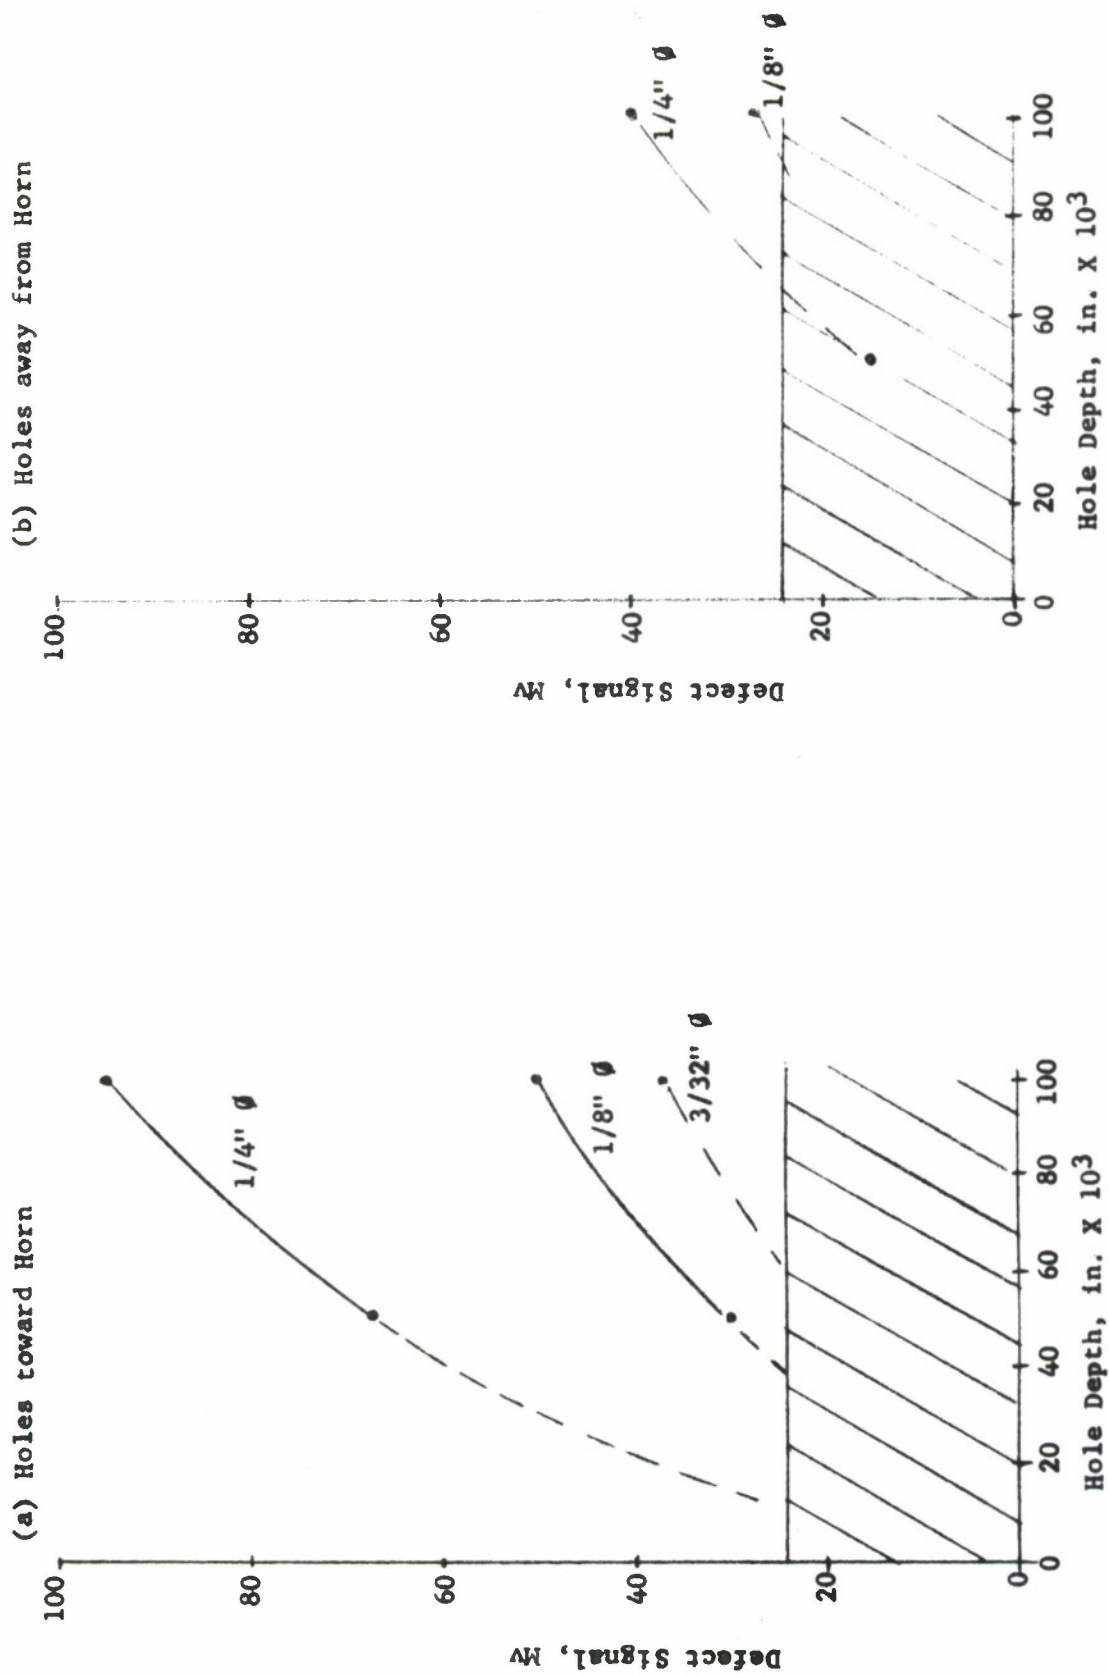 (a) Holes toward Horn
Defect Signal, Mv
100
80
60
40
20
0
1/4" Ø
1/8" Ø
3/32" Ø
0 20 40 60 80 100
Hole Depth, in. X 10³
(b) Holes away from Horn
Defect Signal, Mv
100
80
60
40
20
0
1/4" Ø
1/8" Ø
0 20 40 60 80 100
Hole Depth, in. X 10³